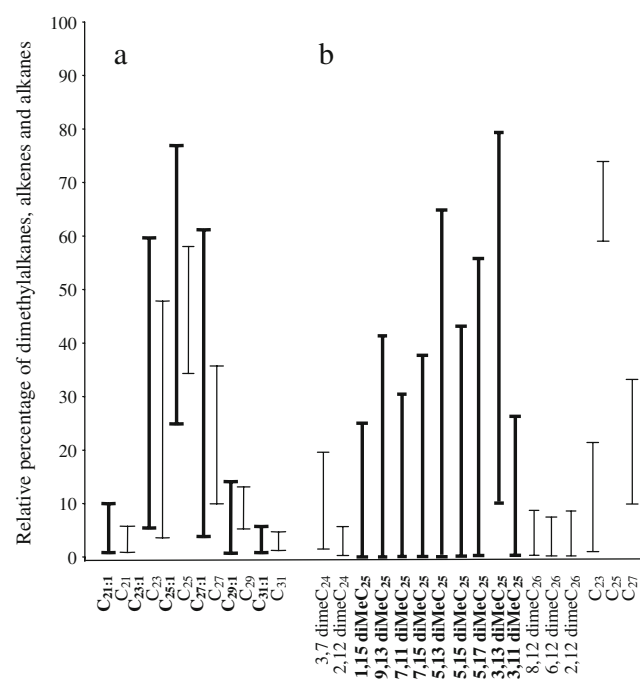 Relative percentage of dimethylalkanes, alkenes and alkanes
100
90
80
70
60
50
40
30
20
10
0
a
b
C21:1
C21
C23:1
C23
C25:1
C25
C27:1
C27
C29:1
C29
C31:1
C31
3,7 dimeC24
2,12 dimeC24
1,15 diMeC25
9,13 diMeC25
7,11 diMeC25
7,15 diMeC25
5,13 diMeC25
5,15 diMeC25
5,17 diMeC25
3,13 diMeC25
3,11 diMeC25
8,12 dimeC26
6,12 dimeC26
2,12 dimeC26
C23
C25
C27